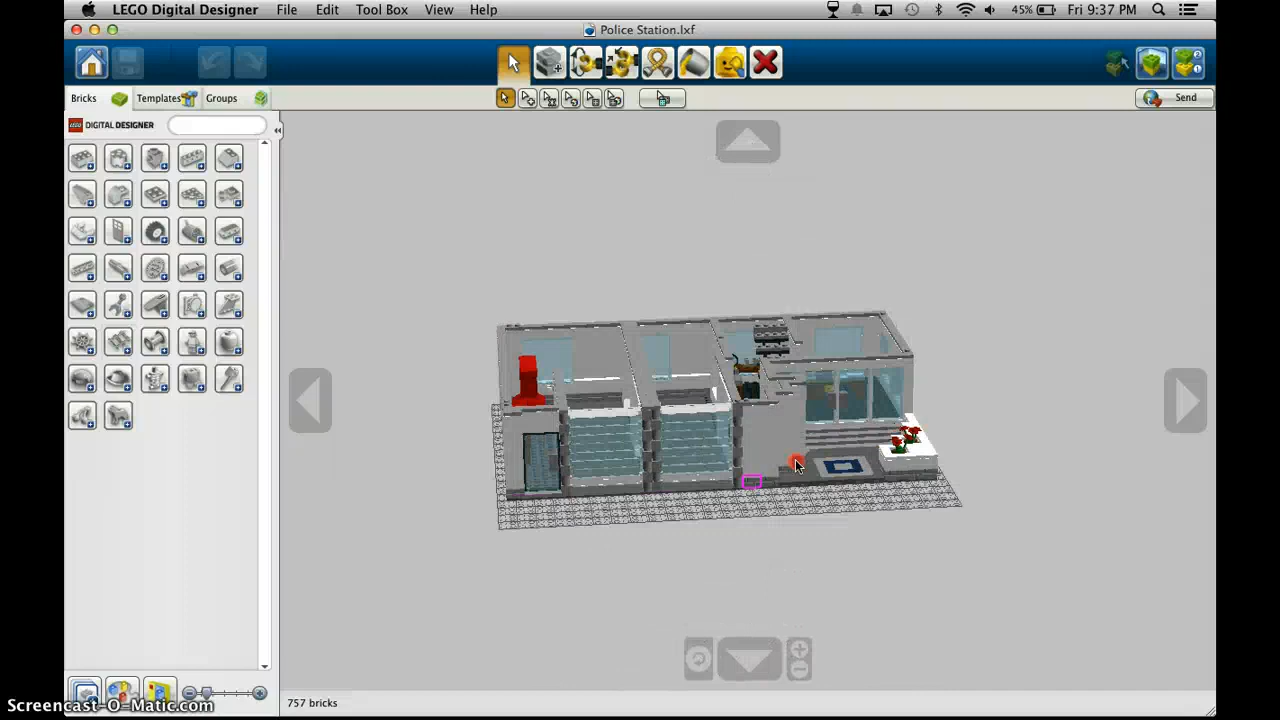 LEGO Digital Designer File Edit Tool Box View Help 45% Fri 9:37 PM
Police Station.lxf
Bricks Templates Groups Send
LEGO DIGITAL DESIGNER
757 bricks
Screencast-O-Matic.com